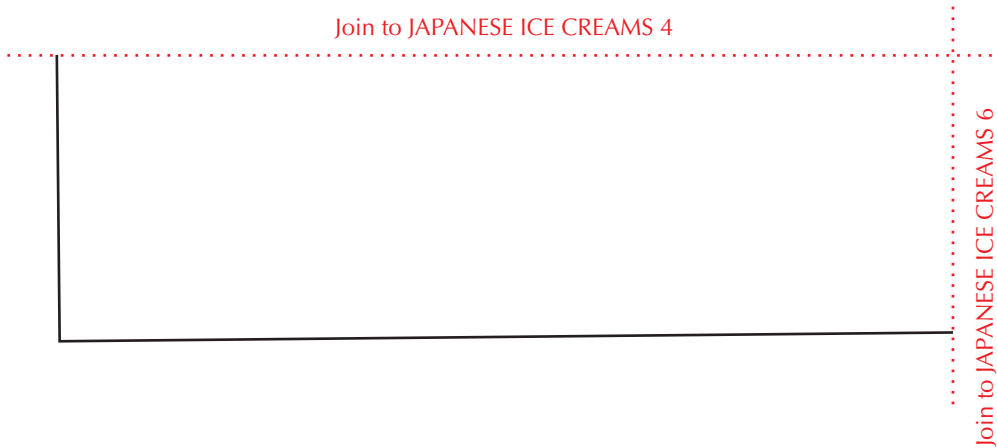 Join to JAPANESE ICE CREAMS 4
Join to JAPANESE ICE CREAMS 6